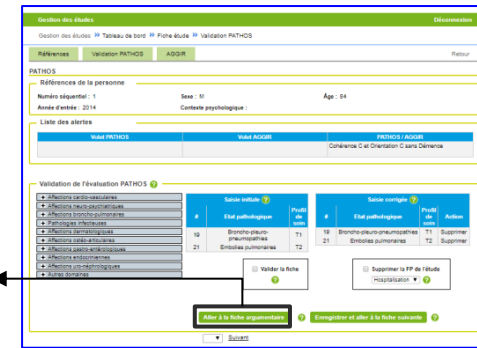 Gestion des études Déconnexion
Gestion des études » Tableau de bord » Fiche étude » Validation PATHOS
Références Validation PATHOS AGGIR Retour
PATHOS
Références de la personne
Numéro séquentiel : 1 Sexe : M Âge : 84
Année d'entrée : 2014 Contexte psychologique :
Liste des alertes
Volet PATHOS Volet AGGIR PATHOS / AGGIR
Cohérence C et Orientation C sans Démence
Validation de l'évaluation PATHOS ?
+ Affections cardio-vasculaires
+ Affections neuro-psychiatriques
+ Affections broncho-pulmonaires
+ Pathologies infectieuses
+ Affections dermatologiques
+ Affections ostéo-articulaires
+ Affections gastro-entérologiques
+ Affections endocriniennes
+ Affections uro-néphrologiques
+ Autres domaines
Saisie initiale ?
# Etat pathologique Profil de soin
19 Broncho-pleuro-pneumopathies T1
21 Embolies pulmonaires T2
Saisie corrigée ?
# Etat pathologique Profil de soin Action
19 Broncho-pleuro-pneumopathies T1 Supprimer
21 Embolies pulmonaires T2 Supprimer
Valider la fiche
?
Supprimer la FP de l'étude
Hospitalisation ▼ ?
Aller à la fiche argumentaire ? Enregistrer et aller à la fiche suivante ?
▼ Suivant